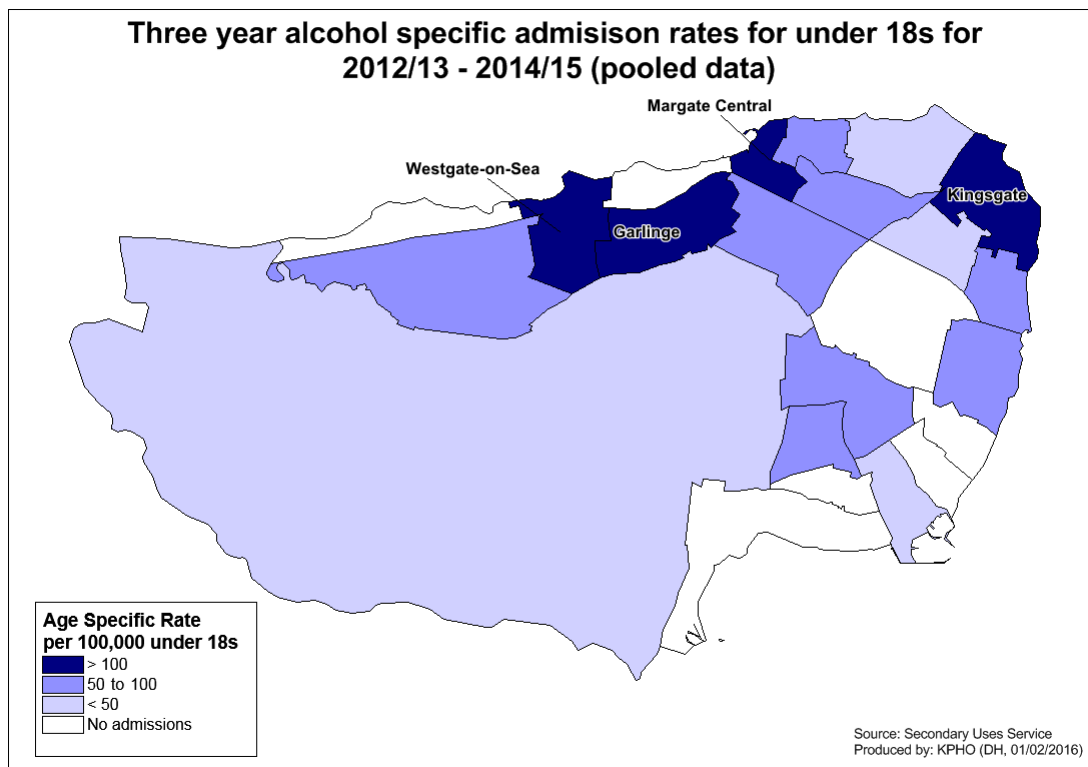 Three year alcohol specific admisison rates for under 18s for
2012/13 - 2014/15 (pooled data)
Margate Central
Westgate-on-Sea
Kingsgate
Garlinge
Age Specific Rate
per 100,000 under 18s
> 100
50 to 100
< 50
No admissions
Source: Secondary Uses Service
Produced by: KPHO (DH, 01/02/2016)